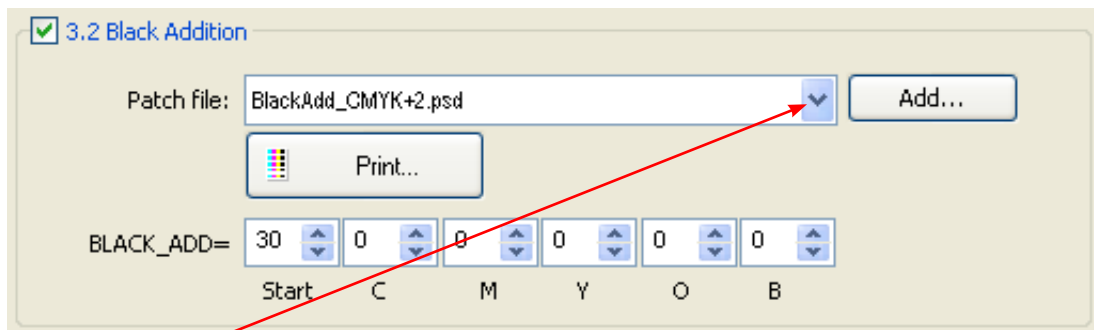 3.2 Black Addition
Patch file: BlackAdd_CMYK+2.psd Add...
Print...
BLACK_ADD= 30 0 0 0 0 0
Start C M Y O B